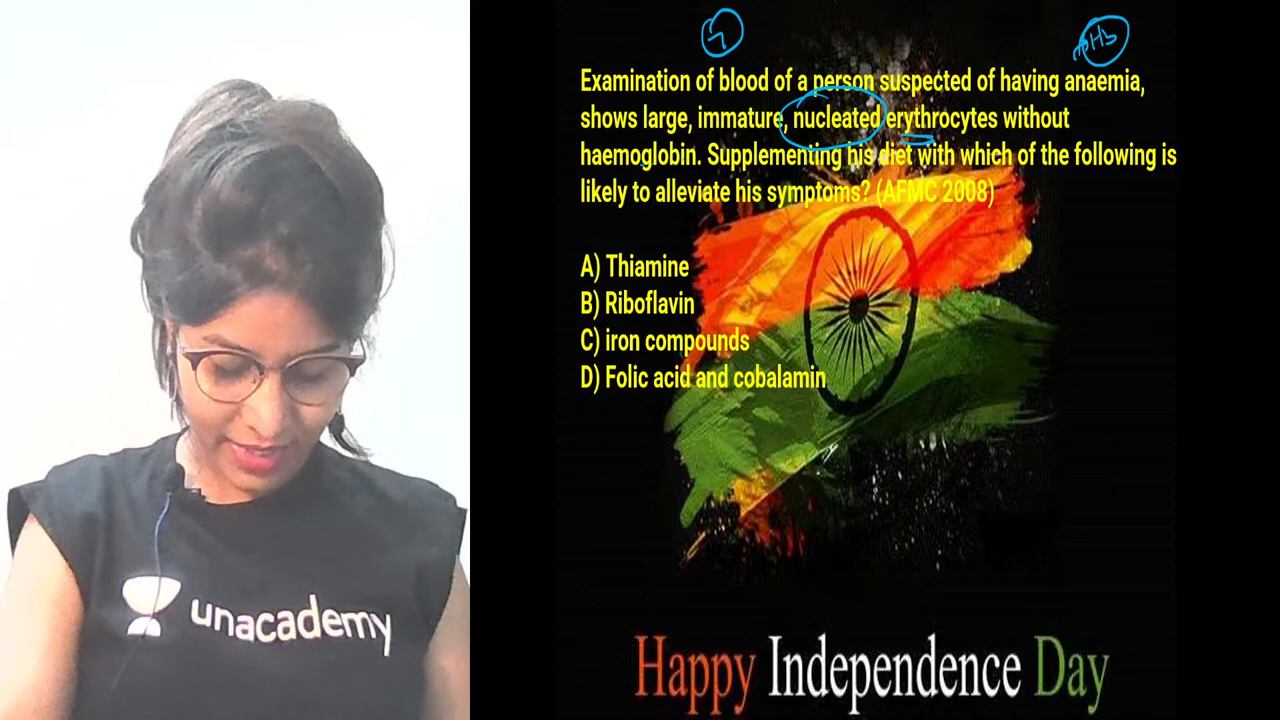 Hb
Examination of blood of a person suspected of having anaemia,
shows large, immature, nucleated erythrocytes without
haemoglobin. Supplementing his diet with which of the following is
likely to alleviate his symptoms? (AFMC 2008)
A) Thiamine
B) Riboflavin
C) iron compounds
D) Folic acid and cobalamin
unacademy
Happy Independence Day